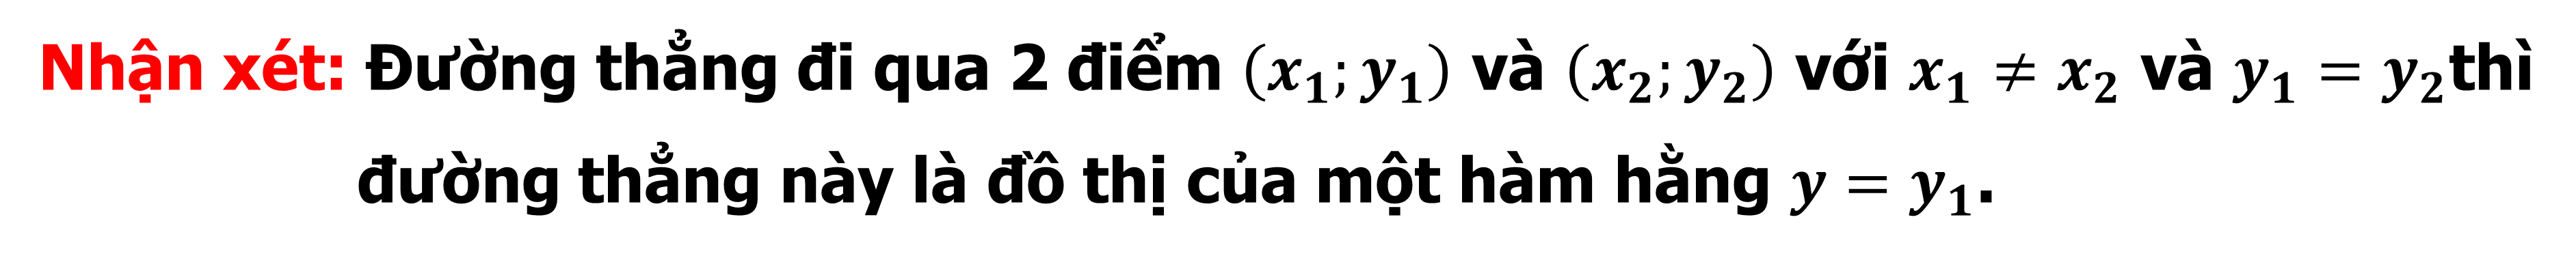 Nhận xét: Đường thẳng đi qua 2 điểm (x₁; y₁) và (x₂; y₂) với x₁ ≠ x₂ và y₁ = y₂thì
đường thẳng này là đồ thị của một hàm hằng y = y₁.